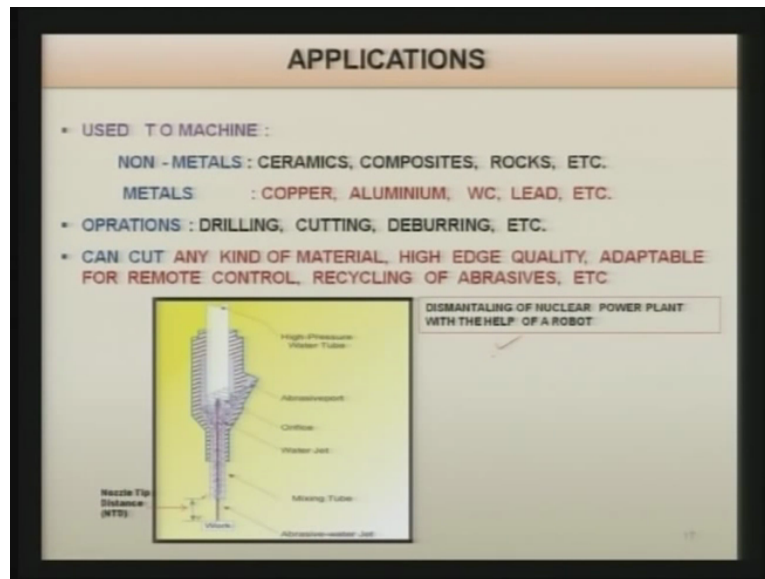 APPLICATIONS
▪ USED T O MACHINE :
NON - METALS : CERAMICS, COMPOSITES, ROCKS, ETC.
METALS : COPPER, ALUMINIUM, WC, LEAD, ETC.
▪ OPRATIONS : DRILLING, CUTTING, DEBURRING, ETC.
▪ CAN CUT ANY KIND OF MATERIAL, HIGH EDGE QUALITY, ADAPTABLE
FOR REMOTE CONTROL, RECYCLING OF ABRASIVES, ETC
DISMANTALING OF NUCLEAR POWER PLANT
WITH THE HELP OF A ROBOT
High-Pressure
Water Tube
Abrasiveport
Orifice
Water Jet
Mixing Tube
Nozzle Tip
Distance
(NTD)
Work
Abrasive-water Jet
17